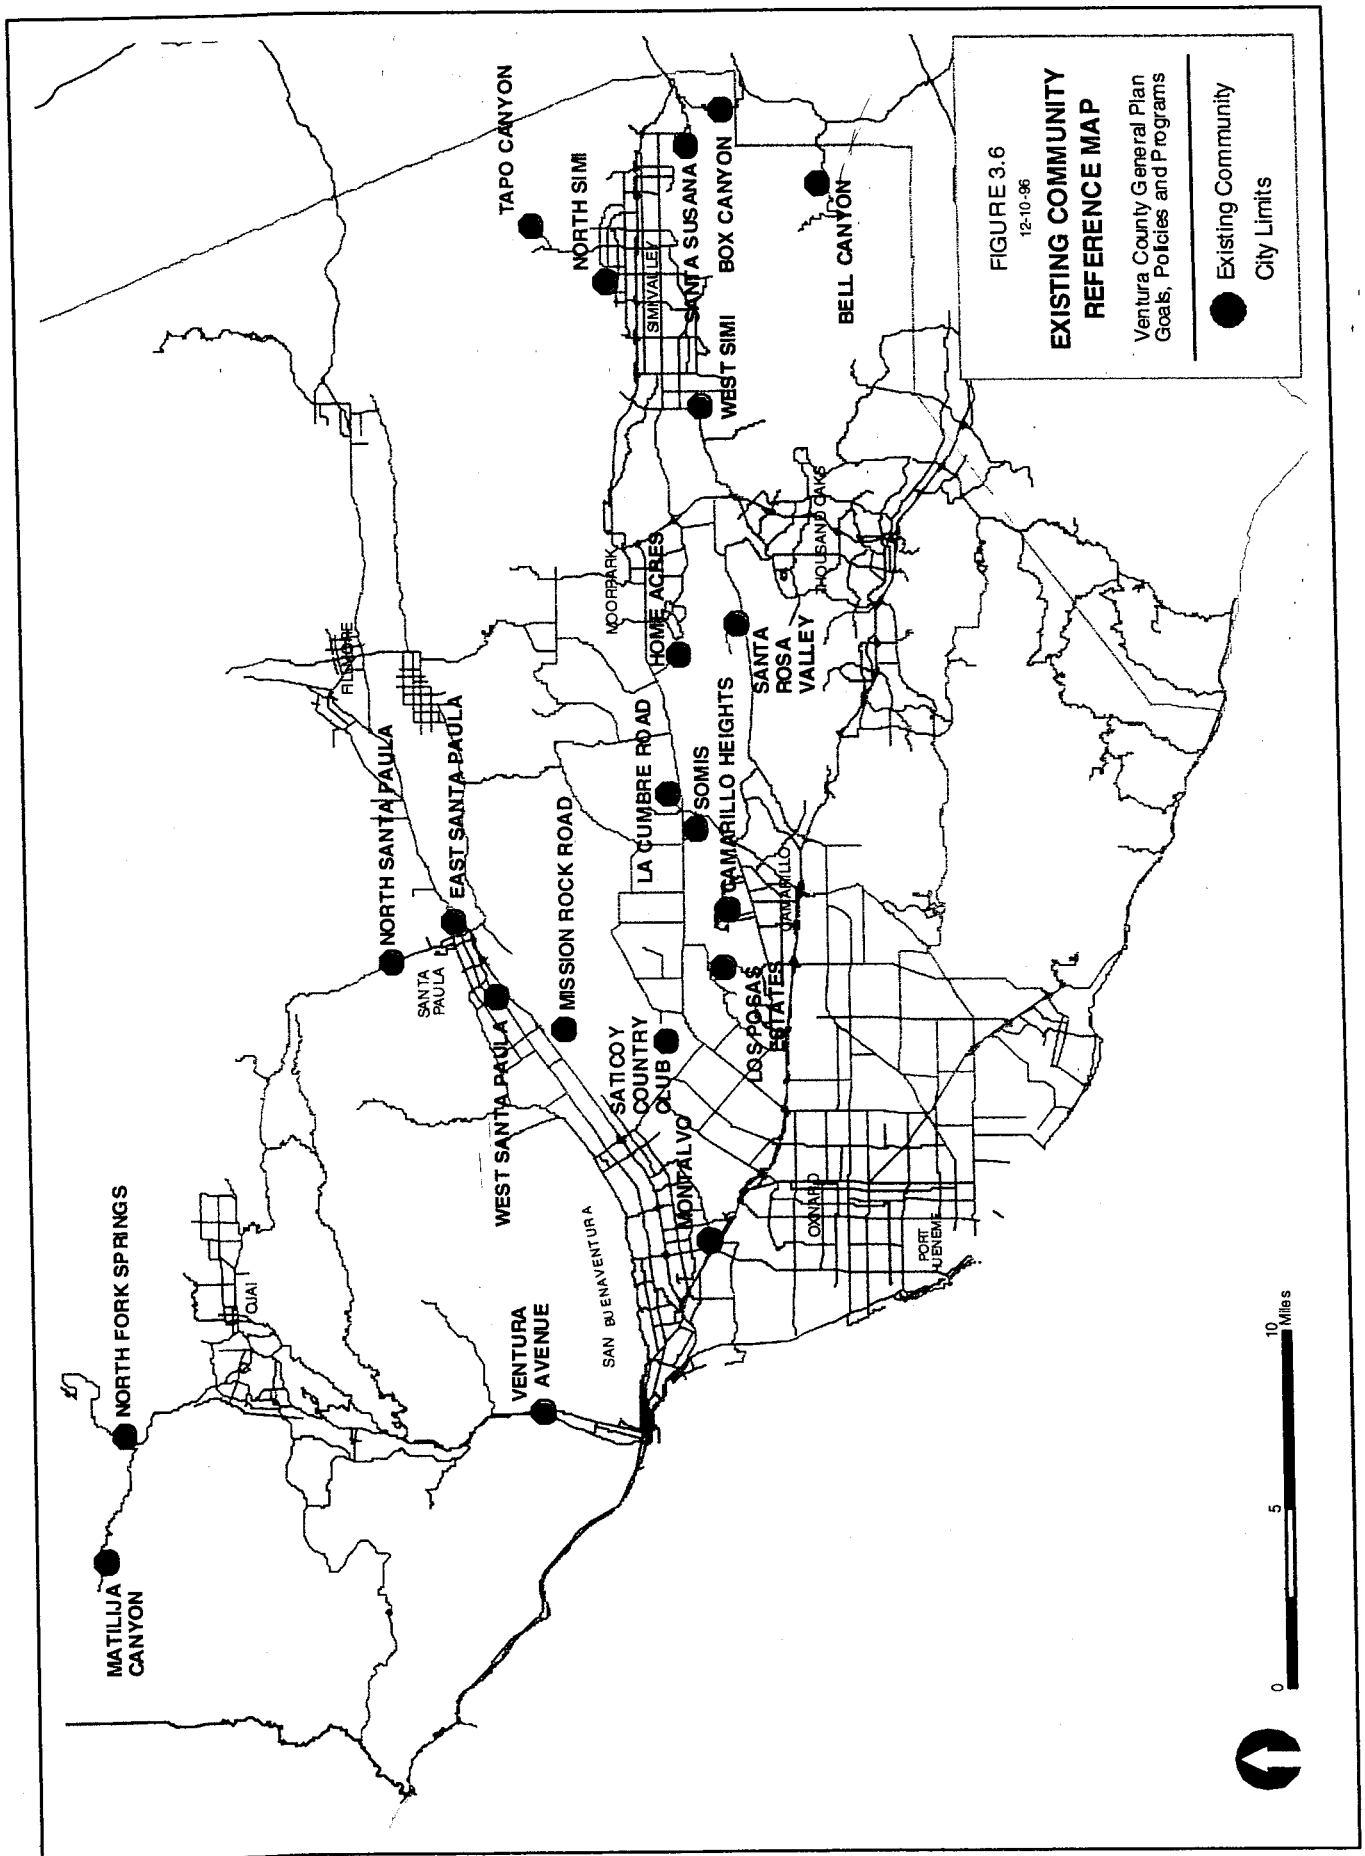 MATILIJA
CANYON
NORTH FORK SPRINGS
OJAI
VENTURA
AVENUE
SAN BUENAVENTURA
NORTH SANTA PAULA
SANTA
PAULA
EAST SANTA PAULA
WEST SANTA PAULA
MISSION ROCK ROAD
SATICOY
COUNTRY
CLUB
MONTALVO
FILLMORE
LA CUMBRE ROAD
SOMIS
CAMARILLO HEIGHTS
CAMARILLO
LOS POSAS
ESTATES
OXNARD
PORT
HUENEME
MOORPARK
HOME ACRES
SANTA
ROSA
VALLEY
THOUSAND OAKS
TAPO CANYON
NORTH SIMI
SIMI VALLEY
SANTA SUSANA
BOX CANYON
WEST SIMI
BELL CANYON
FIGURE 3.6
12-10-96
EXISTING COMMUNITY
REFERENCE MAP
Ventura County General Plan
Goals, Policies and Programs
Existing Community
City Limits
0
5
10
Miles